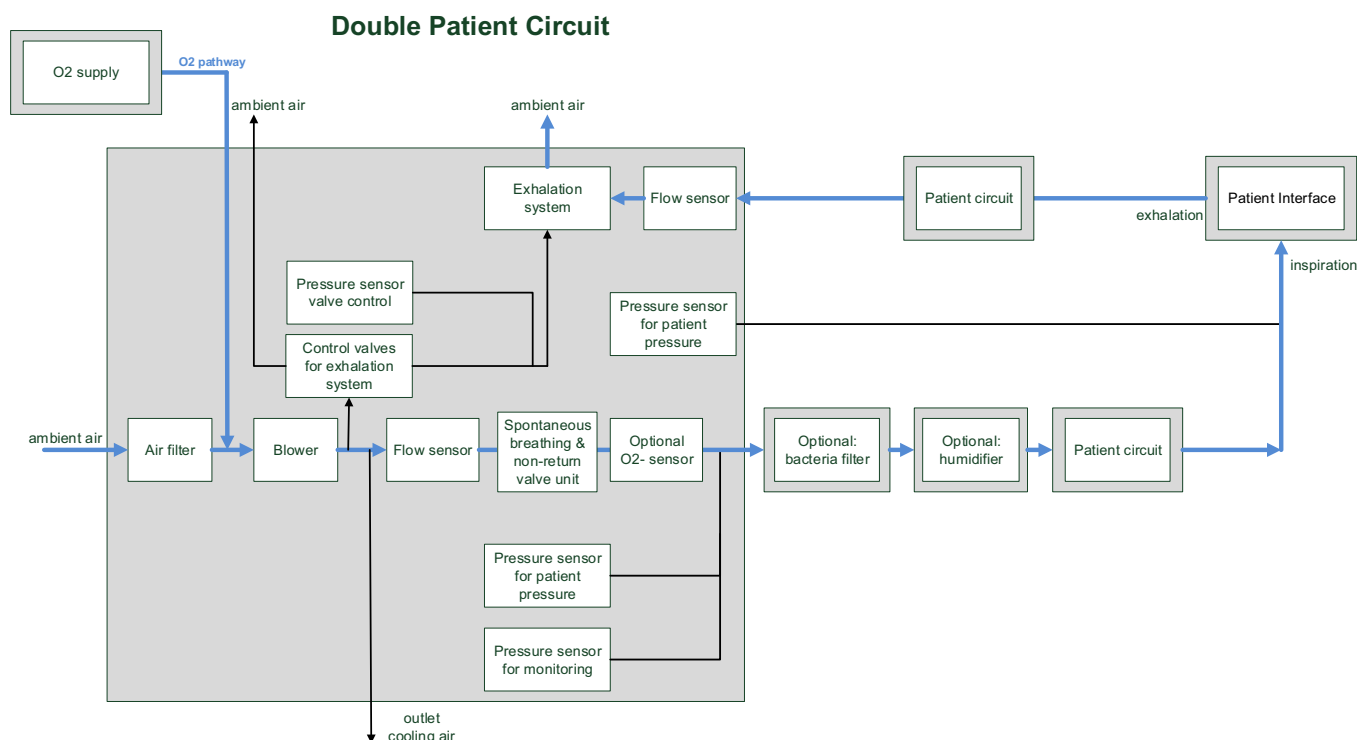 Double Patient Circuit
O2 supply
O2 pathway
ambient air
ambient air
Exhalation
system
Flow sensor
Patient circuit
exhalation
Patient Interface
inspiration
Pressure sensor
valve control
Pressure sensor
for patient
pressure
Control valves
for exhalation
system
ambient air
Air filter
Blower
Flow sensor
Spontaneous
breathing &
non-return
valve unit
Optional
O2- sensor
Optional:
bacteria filter
Optional:
humidifier
Patient circuit
Pressure sensor
for patient
pressure
Pressure sensor
for monitoring
outlet
cooling air